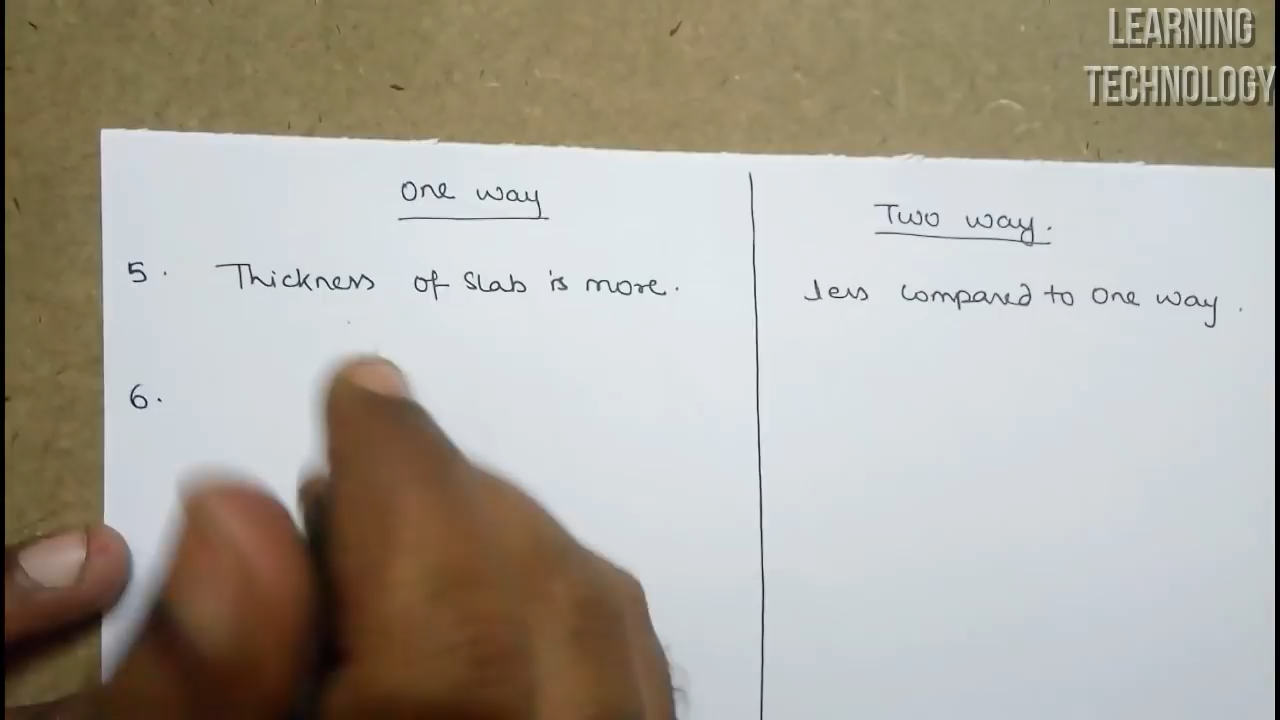 LEARNING
TECHNOLOGY
One way
Two way.
5. Thickness of slab is more.
less compared to one way.
6.